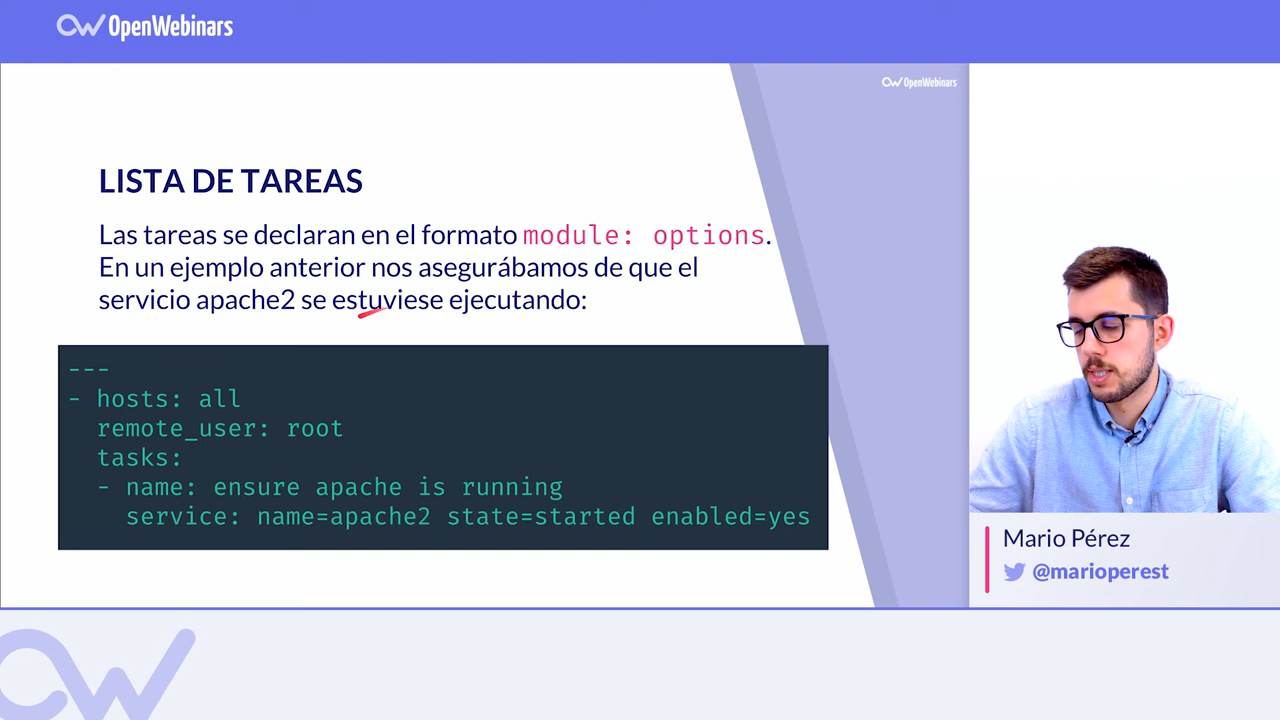 OpenWebinars
OpenWebinars
LISTA DE TAREAS
Las tareas se declaran en el formato module: options.
En un ejemplo anterior nos asegurábamos de que el
servicio apache2 se estuviese ejecutando:
---
- hosts: all
  remote_user: root
  tasks:
  - name: ensure apache is running
    service: name=apache2 state=started enabled=yes
Mario Pérez
@marioperest